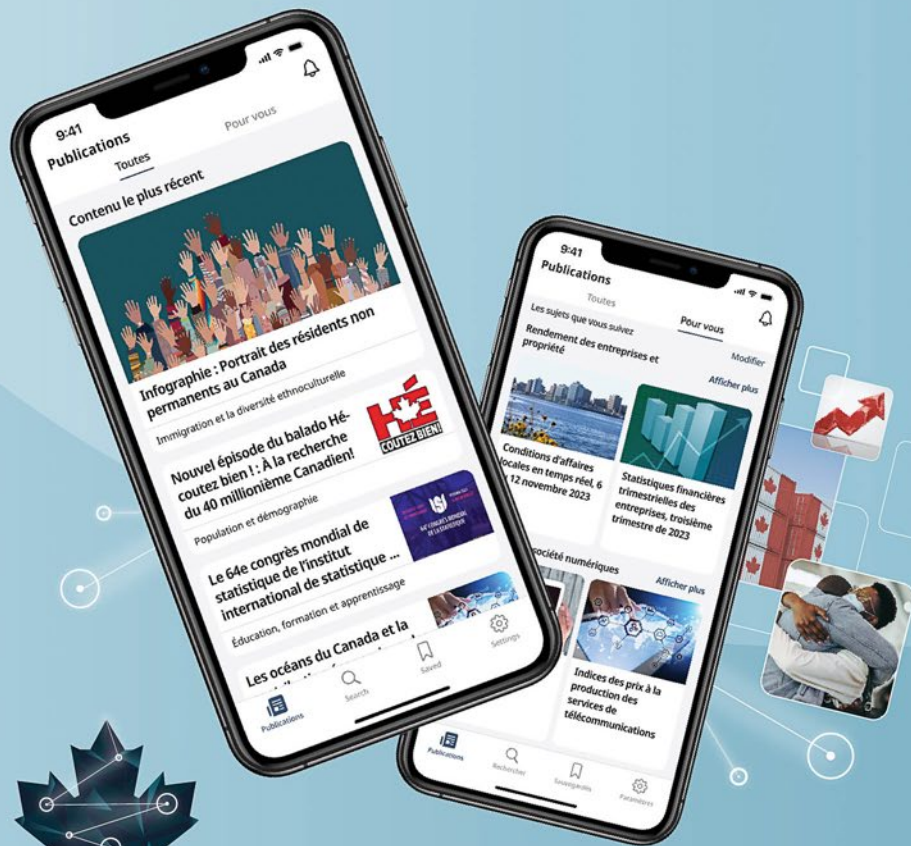 9:41
Publications
Toutes
Pour vous
Contenu le plus récent
Infographie : Portrait des résidents non
permanents au Canada
Immigration et la diversité ethnoculturelle
Nouvel épisode du balado Hé-
coutez bien ! : À la recherche
du 40 millionième Canadien!
HÉ
COUTEZ BIEN!
Population et démographie
Le 64e congrès mondial de
statistique de l'institut
international de statistique ...
64e CONGRÈS MONDIAL
DE LA STATISTIQUE
Éducation, formation et apprentissage
Les océans du Canada et la
Publications
Search
Saved
Settings
9:41
Publications
Toutes
Pour vous
Les sujets que vous suivez
Modifier
Rendement des entreprises et
propriété
Afficher plus
Conditions d'affaires
locales en temps réel, 6
12 novembre 2023
Statistiques financières
trimestrielles des
entreprises, troisième
trimestre de 2023
société numériques
Afficher plus
Indices des prix à la
production des
services de
télécommunications
Publications
Rechercher
Sauvegardés
Paramètres